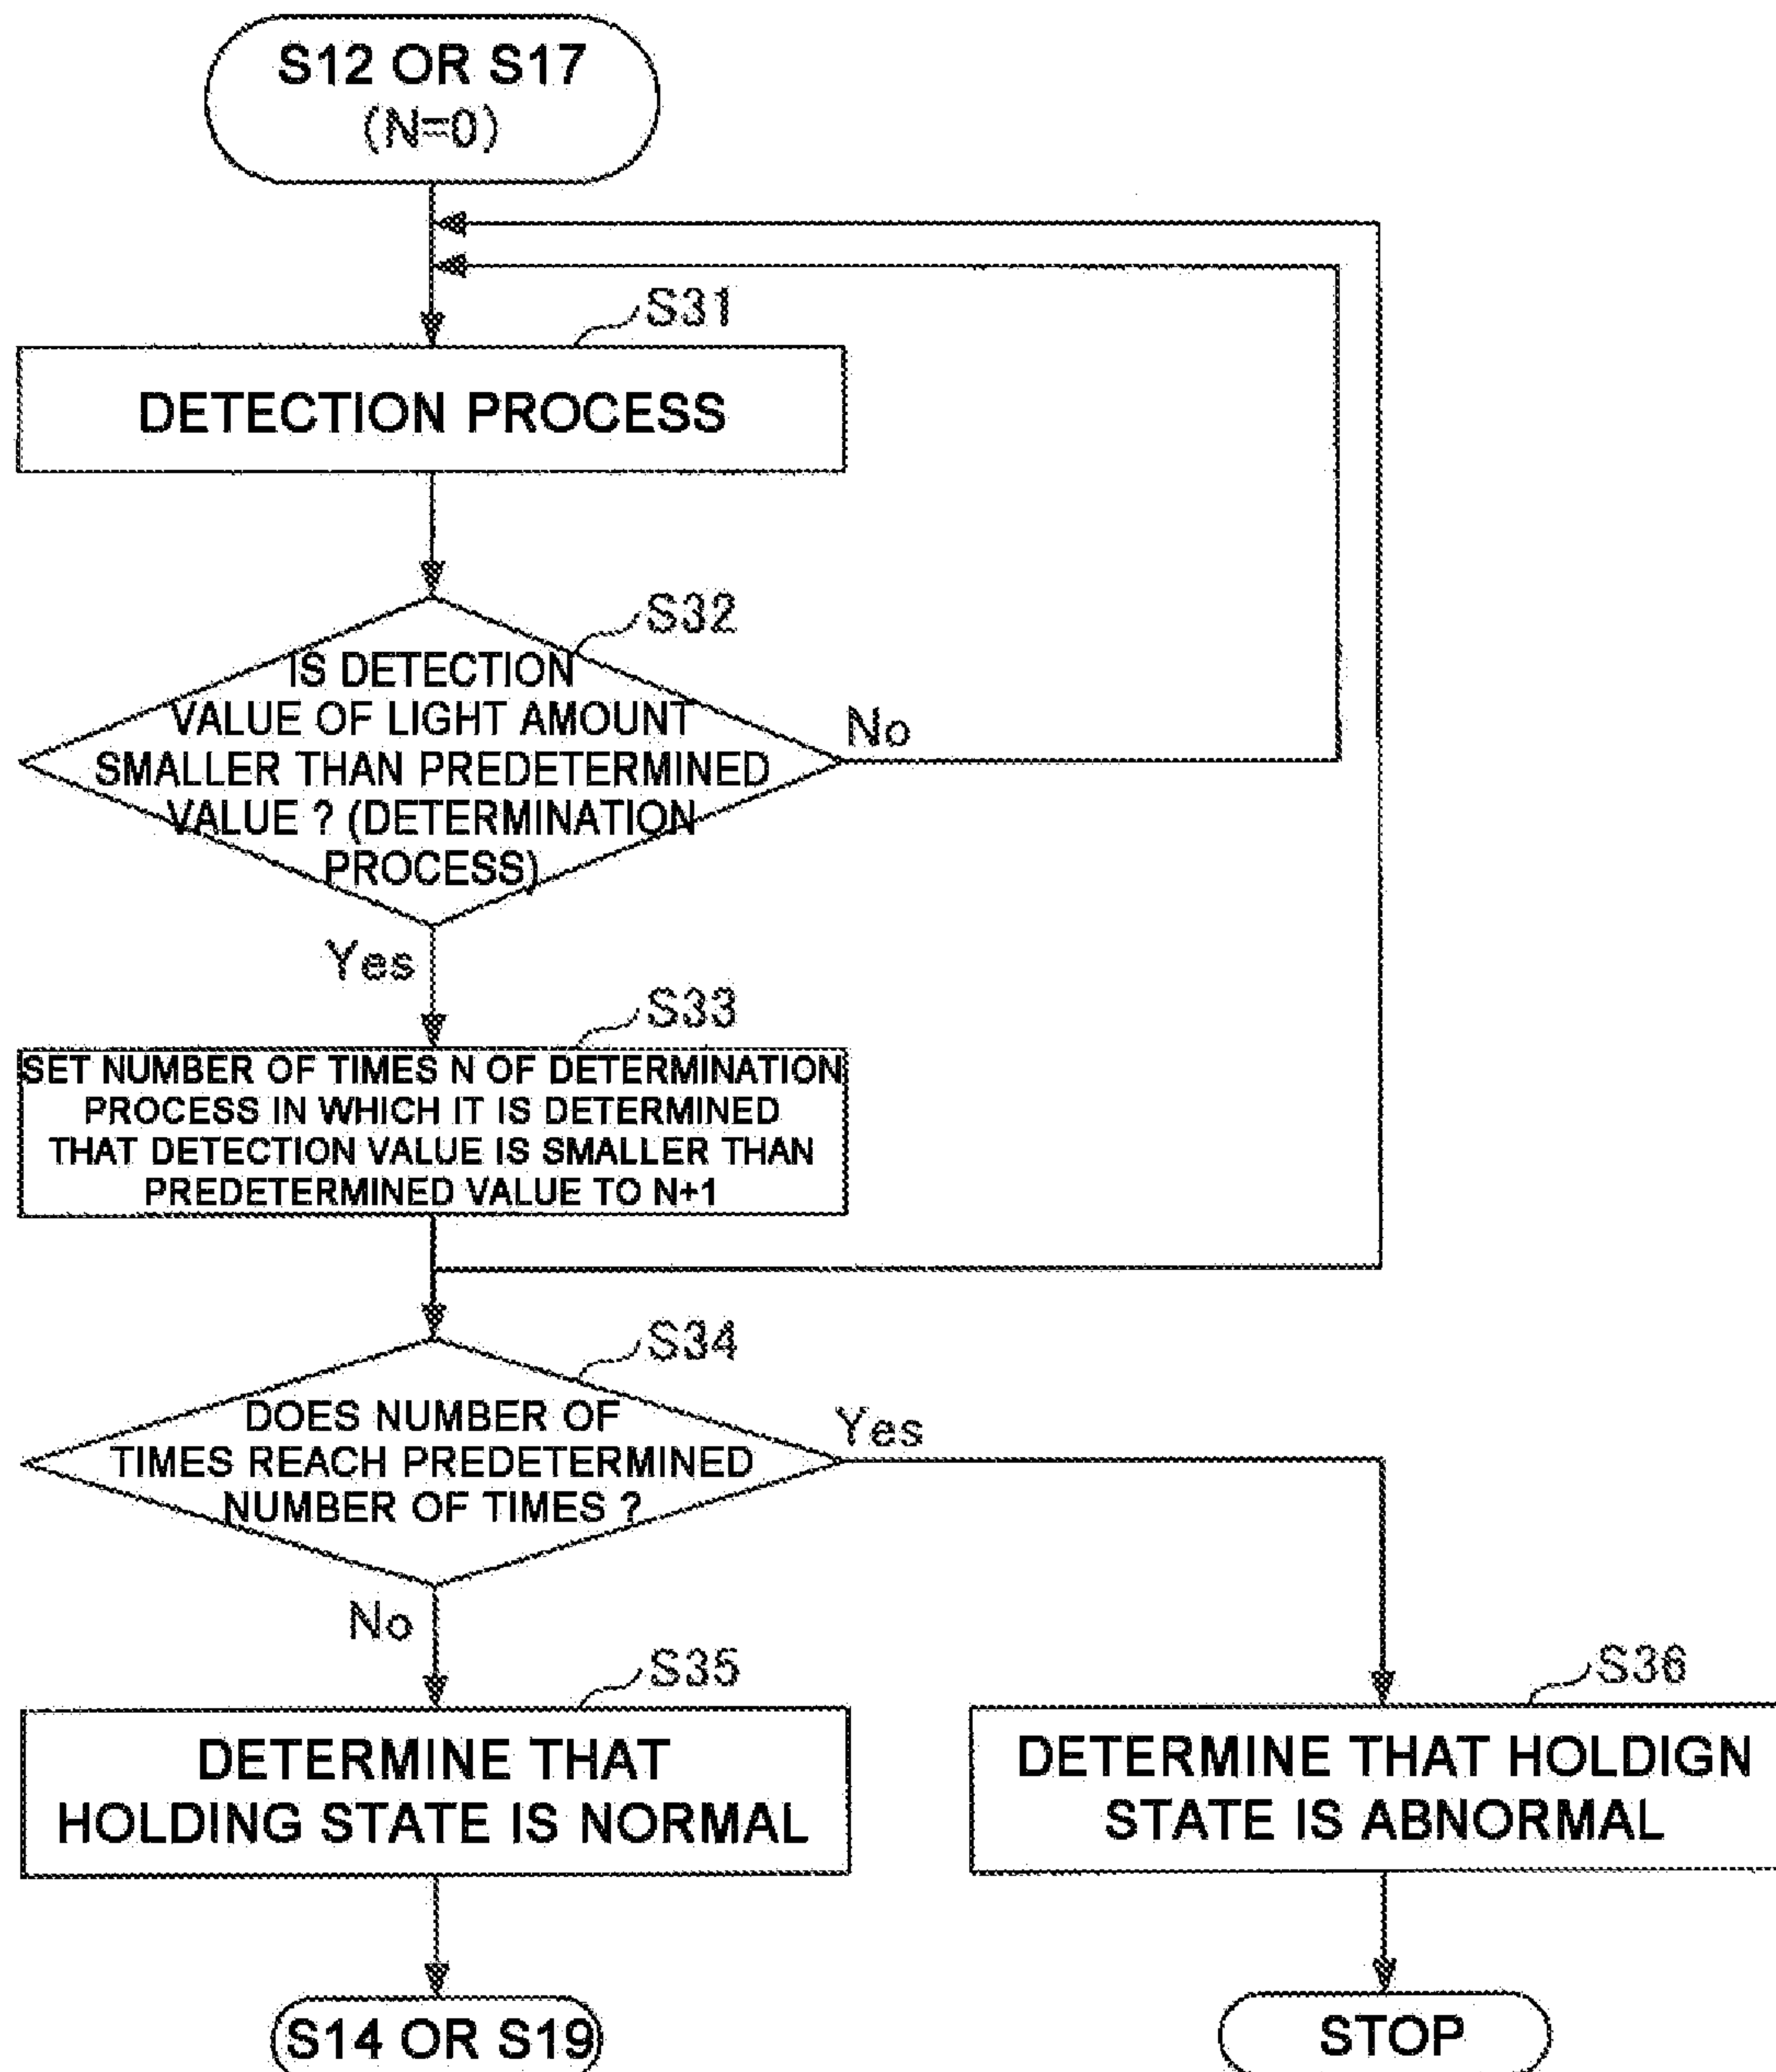 S12 OR S17
(N=0)
S31
DETECTION PROCESS
S32
IS DETECTION
VALUE OF LIGHT AMOUNT
SMALLER THAN PREDETERMINED
VALUE ? (DETERMINATION
PROCESS)
No
Yes
S33
SET NUMBER OF TIMES N OF DETERMINATION
PROCESS IN WHICH IT IS DETERMINED
THAT DETECTION VALUE IS SMALLER THAN
PREDETERMINED VALUE TO N+1
S34
DOES NUMBER OF
TIMES REACH PREDETERMINED
NUMBER OF TIMES ?
Yes
No
S35
DETERMINE THAT
HOLDING STATE IS NORMAL
S36
DETERMINE THAT HOLDIGN
STATE IS ABNORMAL
S14 OR S19
STOP